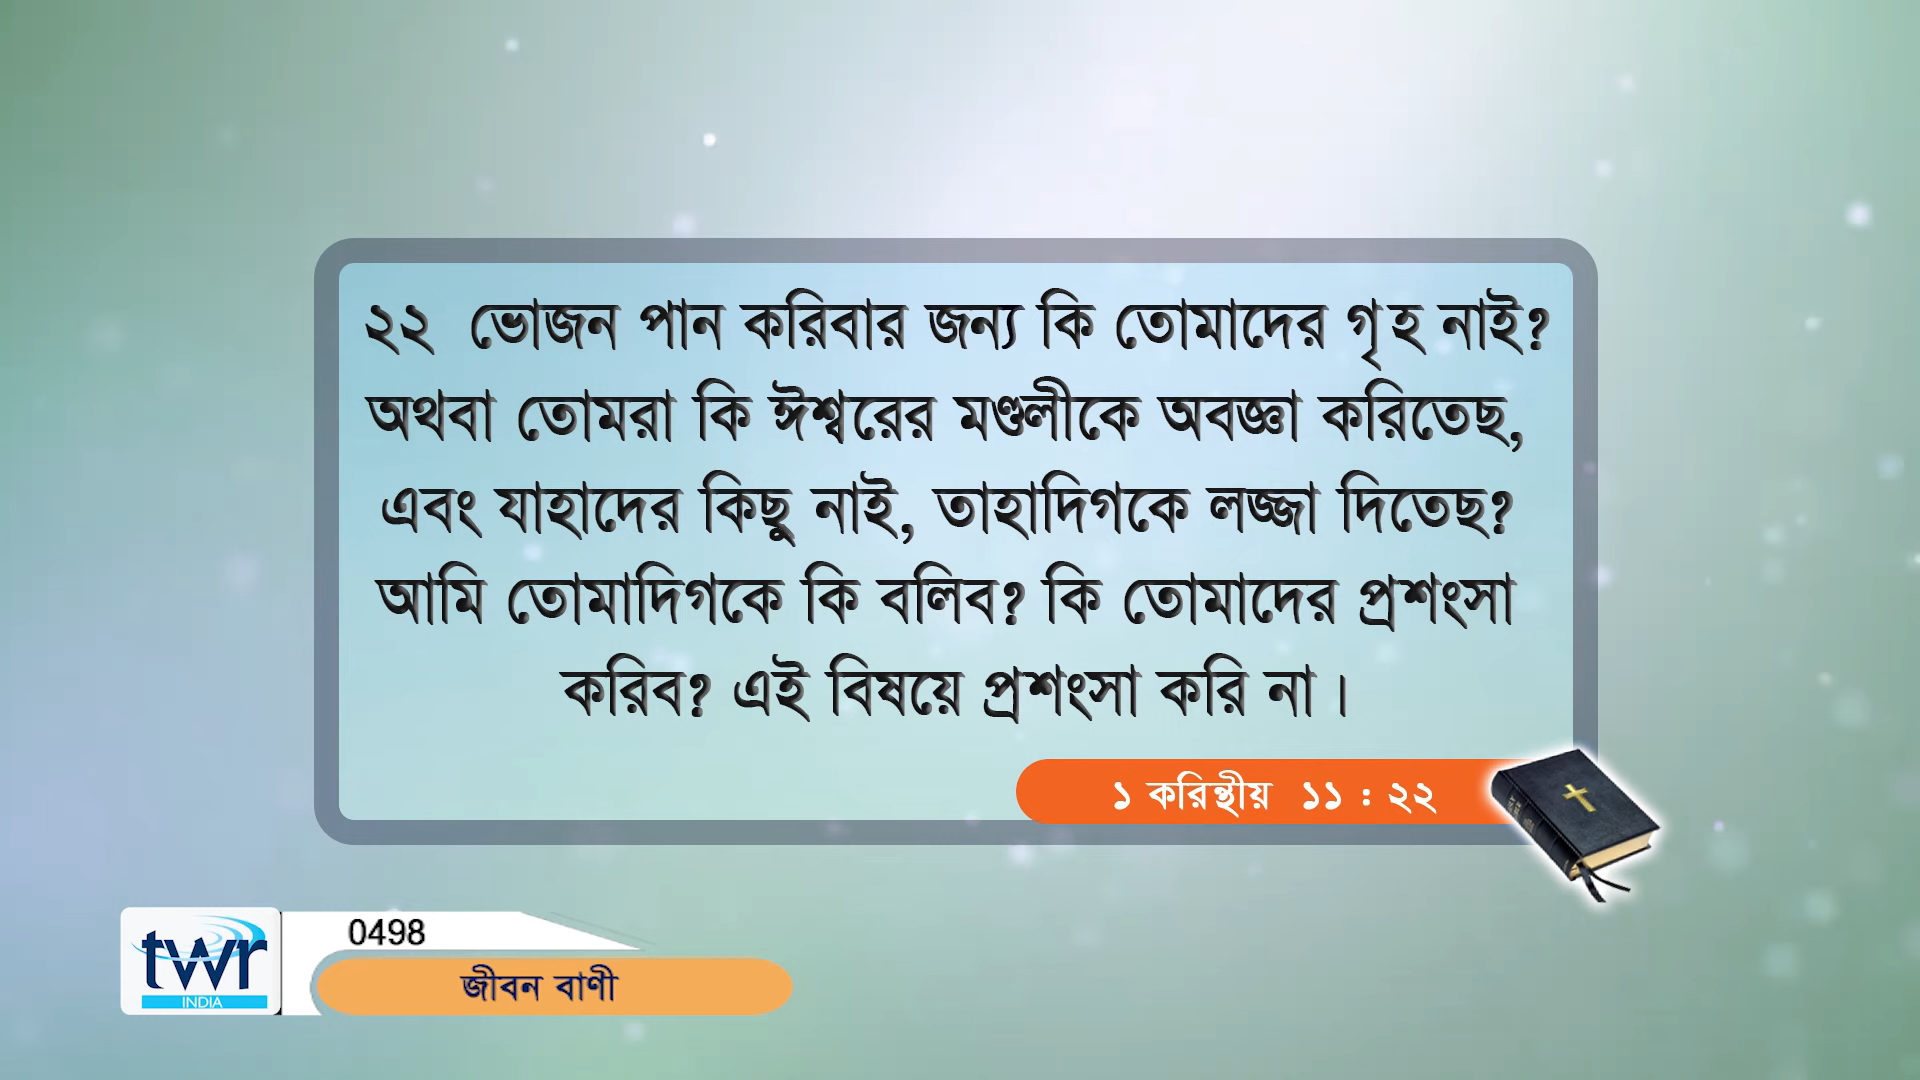 ২২ ভোজন পান করিবার জন্য কি তোমাদের গৃহ নাই?
অথবা তোমরা কি ঈশ্বরের মণ্ডলীকে অবজ্ঞা করিতেছ,
এবং যাহাদের কিছু নাই, তাহাদিগকে লজ্জা দিতেছ?
আমি তোমাদিগকে কি বলিব? কি তোমাদের প্রশংসা
করিব? এই বিষয়ে প্রশংসা করি না।
১ করিন্থীয় ১১ : ২২
0498
twr
INDIA
জীবন বাণী